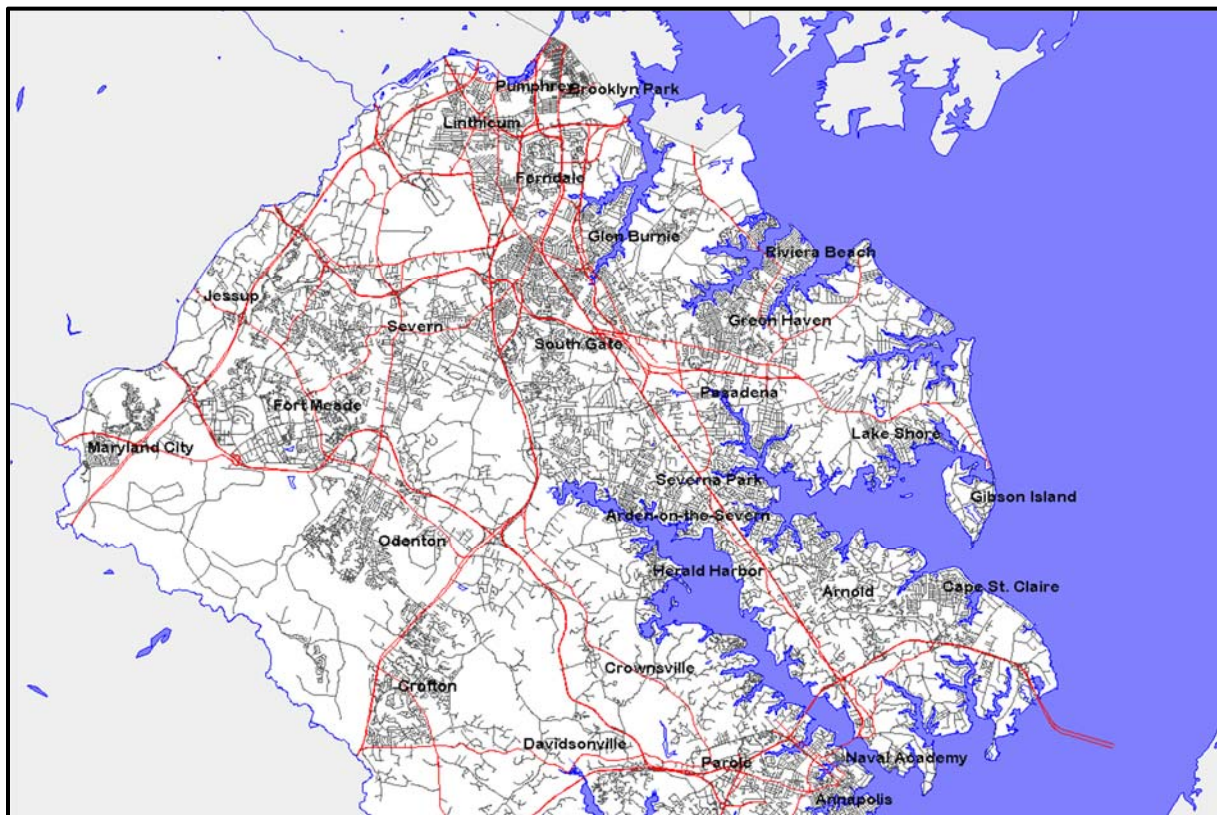 Pumphrey
Brooklyn Park
Linthicum
Ferndale
Glen Burnie
Riviera Beach
Jessup
Severn
Green Haven
South Gate
Pasadena
Fort Meade
Lake Shore
Maryland City
Severna Park
Gibson Island
Arden-on-the-Severn
Odenton
Herald Harbor
Cape St. Claire
Arnold
Crownsville
Crofton
Davidsonville
Parole
Naval Academy
Annapolis